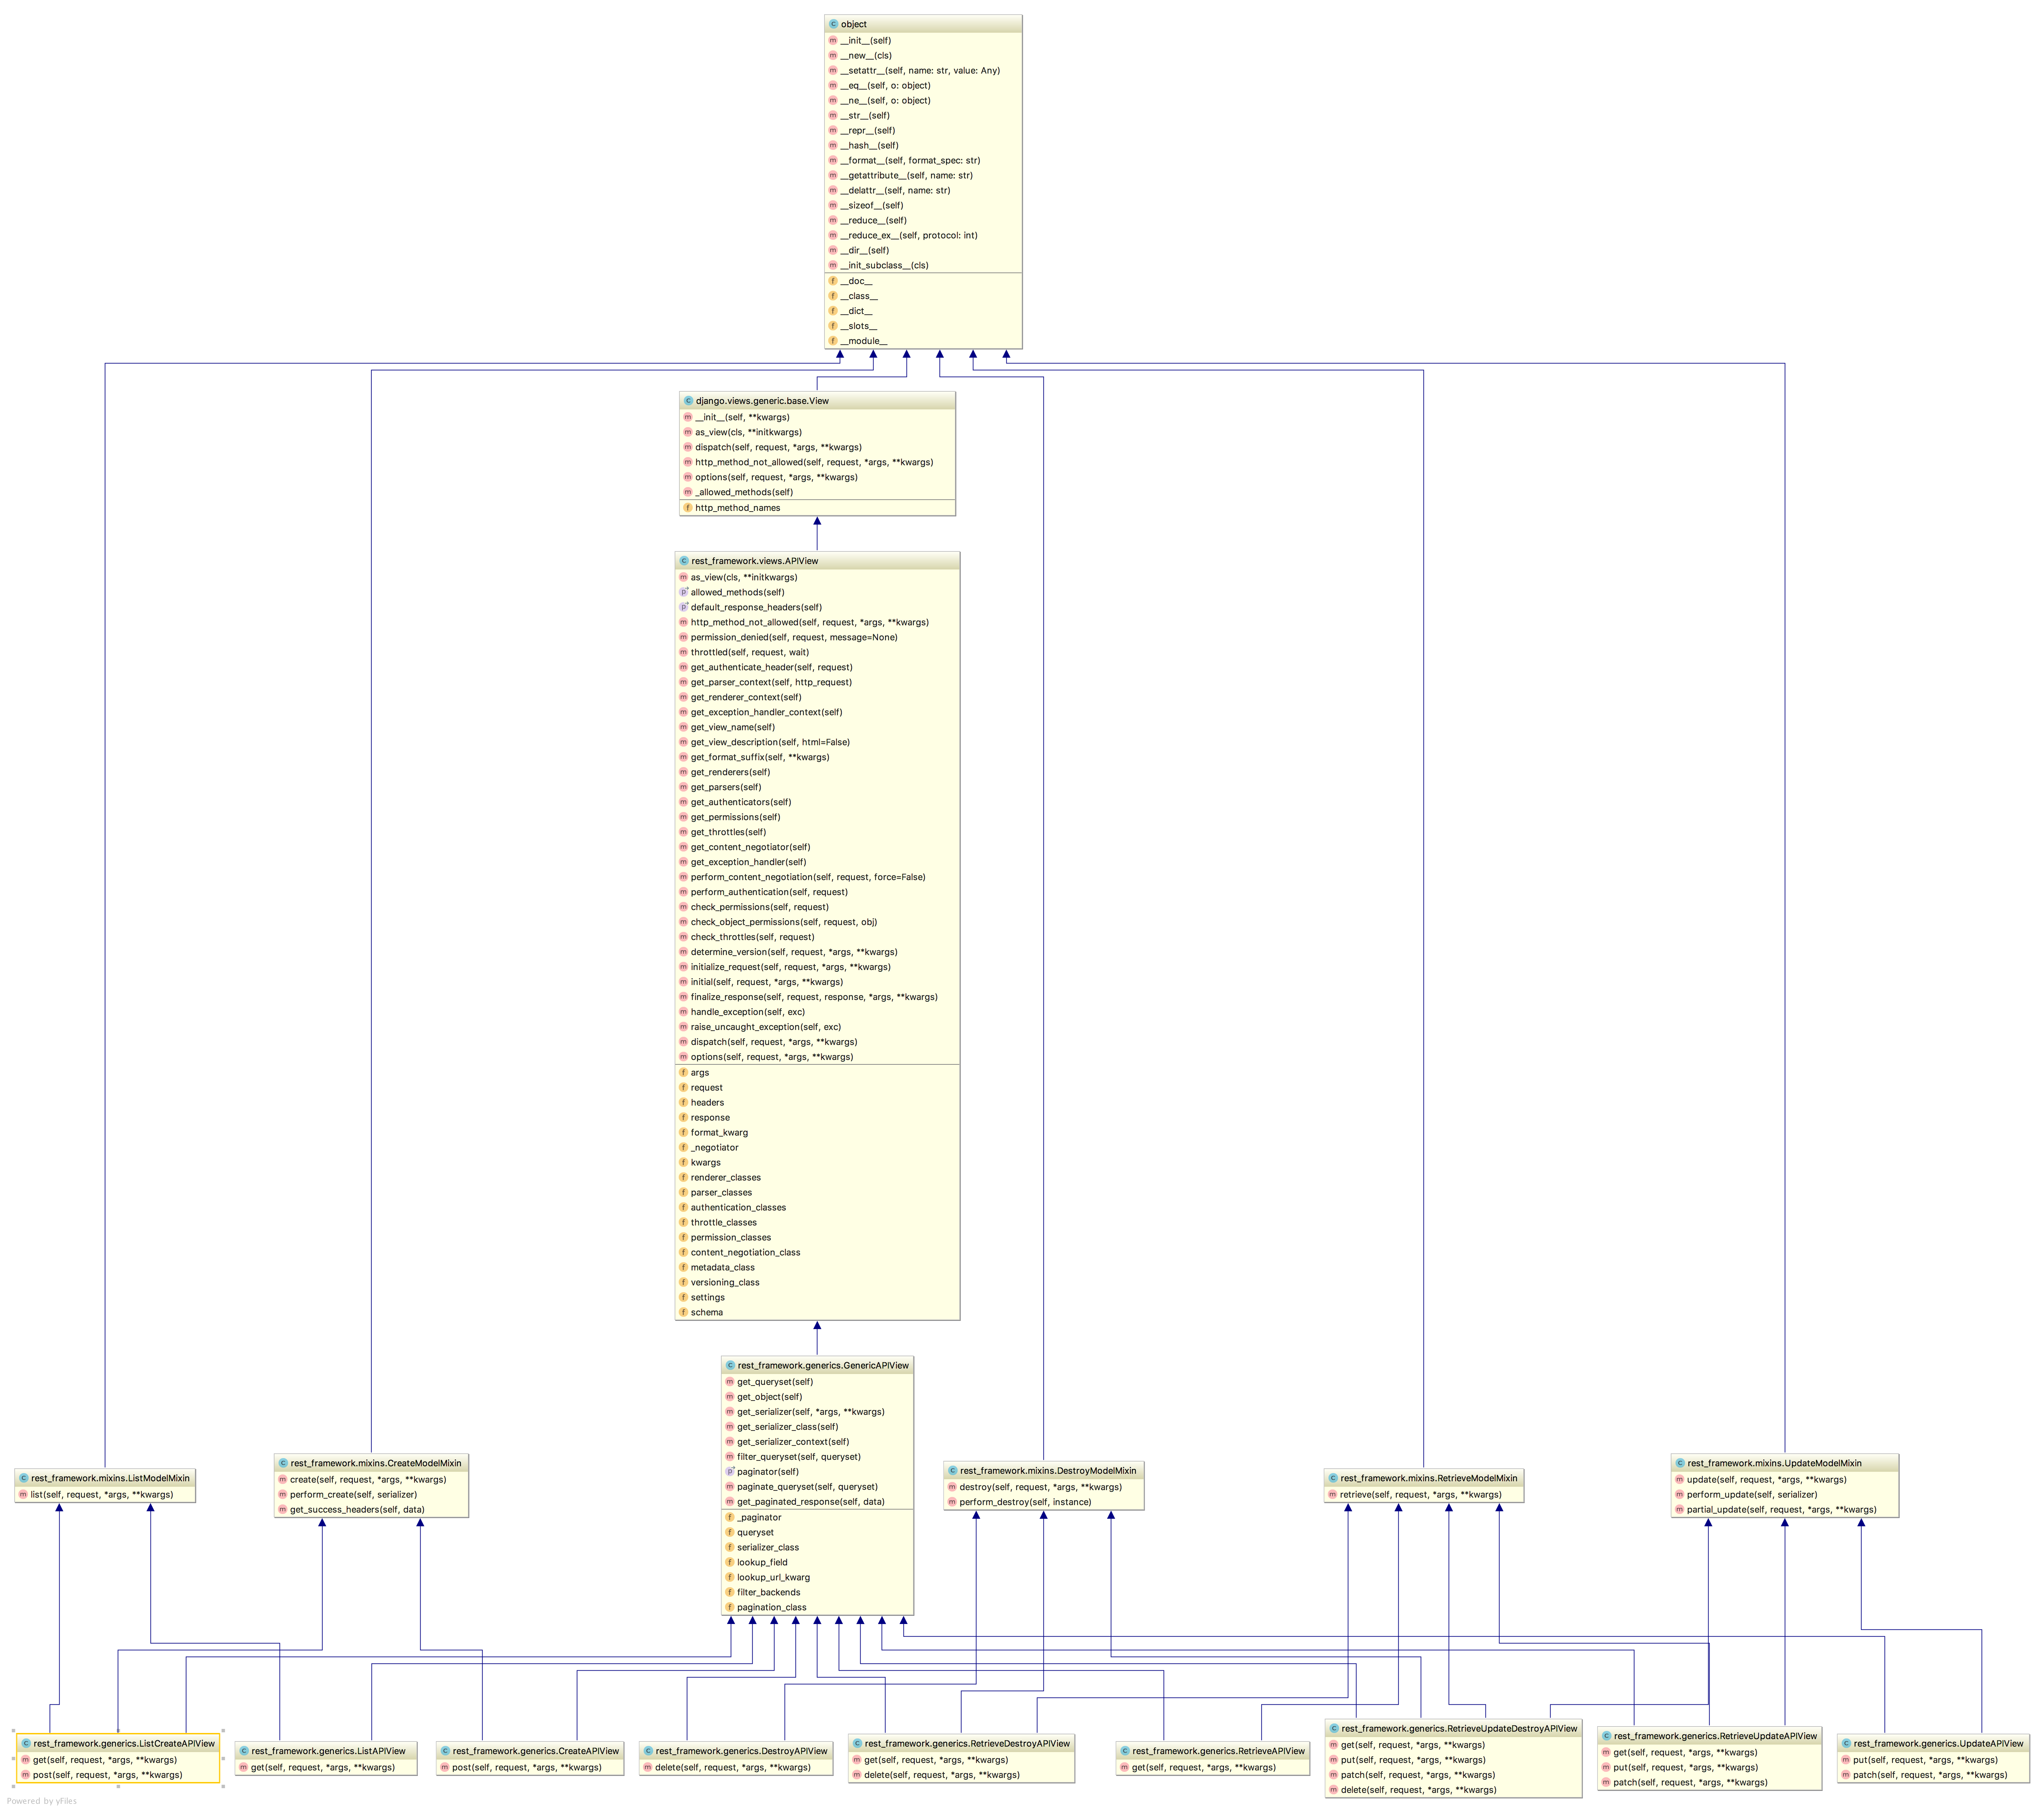 object
__init__(self)
__new__(cls)
__setattr__(self, name: str, value: Any)
__eq__(self, o: object)
__ne__(self, o: object)
__str__(self)
__repr__(self)
__hash__(self)
__format__(self, format_spec: str)
__getattribute__(self, name: str)
__delattr__(self, name: str)
__sizeof__(self)
__reduce__(self)
__reduce_ex__(self, protocol: int)
__dir__(self)
__init_subclass__(cls)
__doc__
__class__
__dict__
__slots__
__module__
django.views.generic.base.View
__init__(self, **kwargs)
as_view(cls, **initkwargs)
dispatch(self, request, *args, **kwargs)
http_method_not_allowed(self, request, *args, **kwargs)
options(self, request, *args, **kwargs)
_allowed_methods(self)
http_method_names
rest_framework.views.APIView
as_view(cls, **initkwargs)
allowed_methods(self)
default_response_headers(self)
http_method_not_allowed(self, request, *args, **kwargs)
permission_denied(self, request, message=None)
throttled(self, request, wait)
get_authenticate_header(self, request)
get_parser_context(self, http_request)
get_renderer_context(self)
get_exception_handler_context(self)
get_view_name(self)
get_view_description(self, html=False)
get_format_suffix(self, **kwargs)
get_renderers(self)
get_parsers(self)
get_authenticators(self)
get_permissions(self)
get_throttles(self)
get_content_negotiator(self)
get_exception_handler(self)
perform_content_negotiation(self, request, force=False)
perform_authentication(self, request)
check_permissions(self, request)
check_object_permissions(self, request, obj)
check_throttles(self, request)
determine_version(self, request, *args, **kwargs)
initialize_request(self, request, *args, **kwargs)
initial(self, request, *args, **kwargs)
finalize_response(self, request, response, *args, **kwargs)
handle_exception(self, exc)
raise_uncaught_exception(self, exc)
dispatch(self, request, *args, **kwargs)
options(self, request, *args, **kwargs)
args
request
headers
response
format_kwarg
_negotiator
kwargs
renderer_classes
parser_classes
authentication_classes
throttle_classes
permission_classes
content_negotiation_class
metadata_class
versioning_class
settings
schema
rest_framework.generics.GenericAPIView
get_queryset(self)
get_object(self)
get_serializer(self, *args, **kwargs)
get_serializer_class(self)
get_serializer_context(self)
filter_queryset(self, queryset)
paginator(self)
paginate_queryset(self, queryset)
get_paginated_response(self, data)
_paginator
queryset
serializer_class
lookup_field
lookup_url_kwarg
filter_backends
pagination_class
rest_framework.mixins.ListModelMixin
list(self, request, *args, **kwargs)
rest_framework.mixins.CreateModelMixin
create(self, request, *args, **kwargs)
perform_create(self, serializer)
get_success_headers(self, data)
rest_framework.mixins.DestroyModelMixin
destroy(self, request, *args, **kwargs)
perform_destroy(self, instance)
rest_framework.mixins.RetrieveModelMixin
retrieve(self, request, *args, **kwargs)
rest_framework.mixins.UpdateModelMixin
update(self, request, *args, **kwargs)
perform_update(self, serializer)
partial_update(self, request, *args, **kwargs)
rest_framework.generics.ListCreateAPIView
get(self, request, *args, **kwargs)
post(self, request, *args, **kwargs)
rest_framework.generics.ListAPIView
get(self, request, *args, **kwargs)
rest_framework.generics.CreateAPIView
post(self, request, *args, **kwargs)
rest_framework.generics.DestroyAPIView
delete(self, request, *args, **kwargs)
rest_framework.generics.RetrieveDestroyAPIView
get(self, request, *args, **kwargs)
delete(self, request, *args, **kwargs)
rest_framework.generics.RetrieveAPIView
get(self, request, *args, **kwargs)
rest_framework.generics.RetrieveUpdateDestroyAPIView
get(self, request, *args, **kwargs)
put(self, request, *args, **kwargs)
patch(self, request, *args, **kwargs)
delete(self, request, *args, **kwargs)
rest_framework.generics.RetrieveUpdateAPIView
get(self, request, *args, **kwargs)
put(self, request, *args, **kwargs)
patch(self, request, *args, **kwargs)
rest_framework.generics.UpdateAPIView
put(self, request, *args, **kwargs)
patch(self, request, *args, **kwargs)
Powered by yFiles